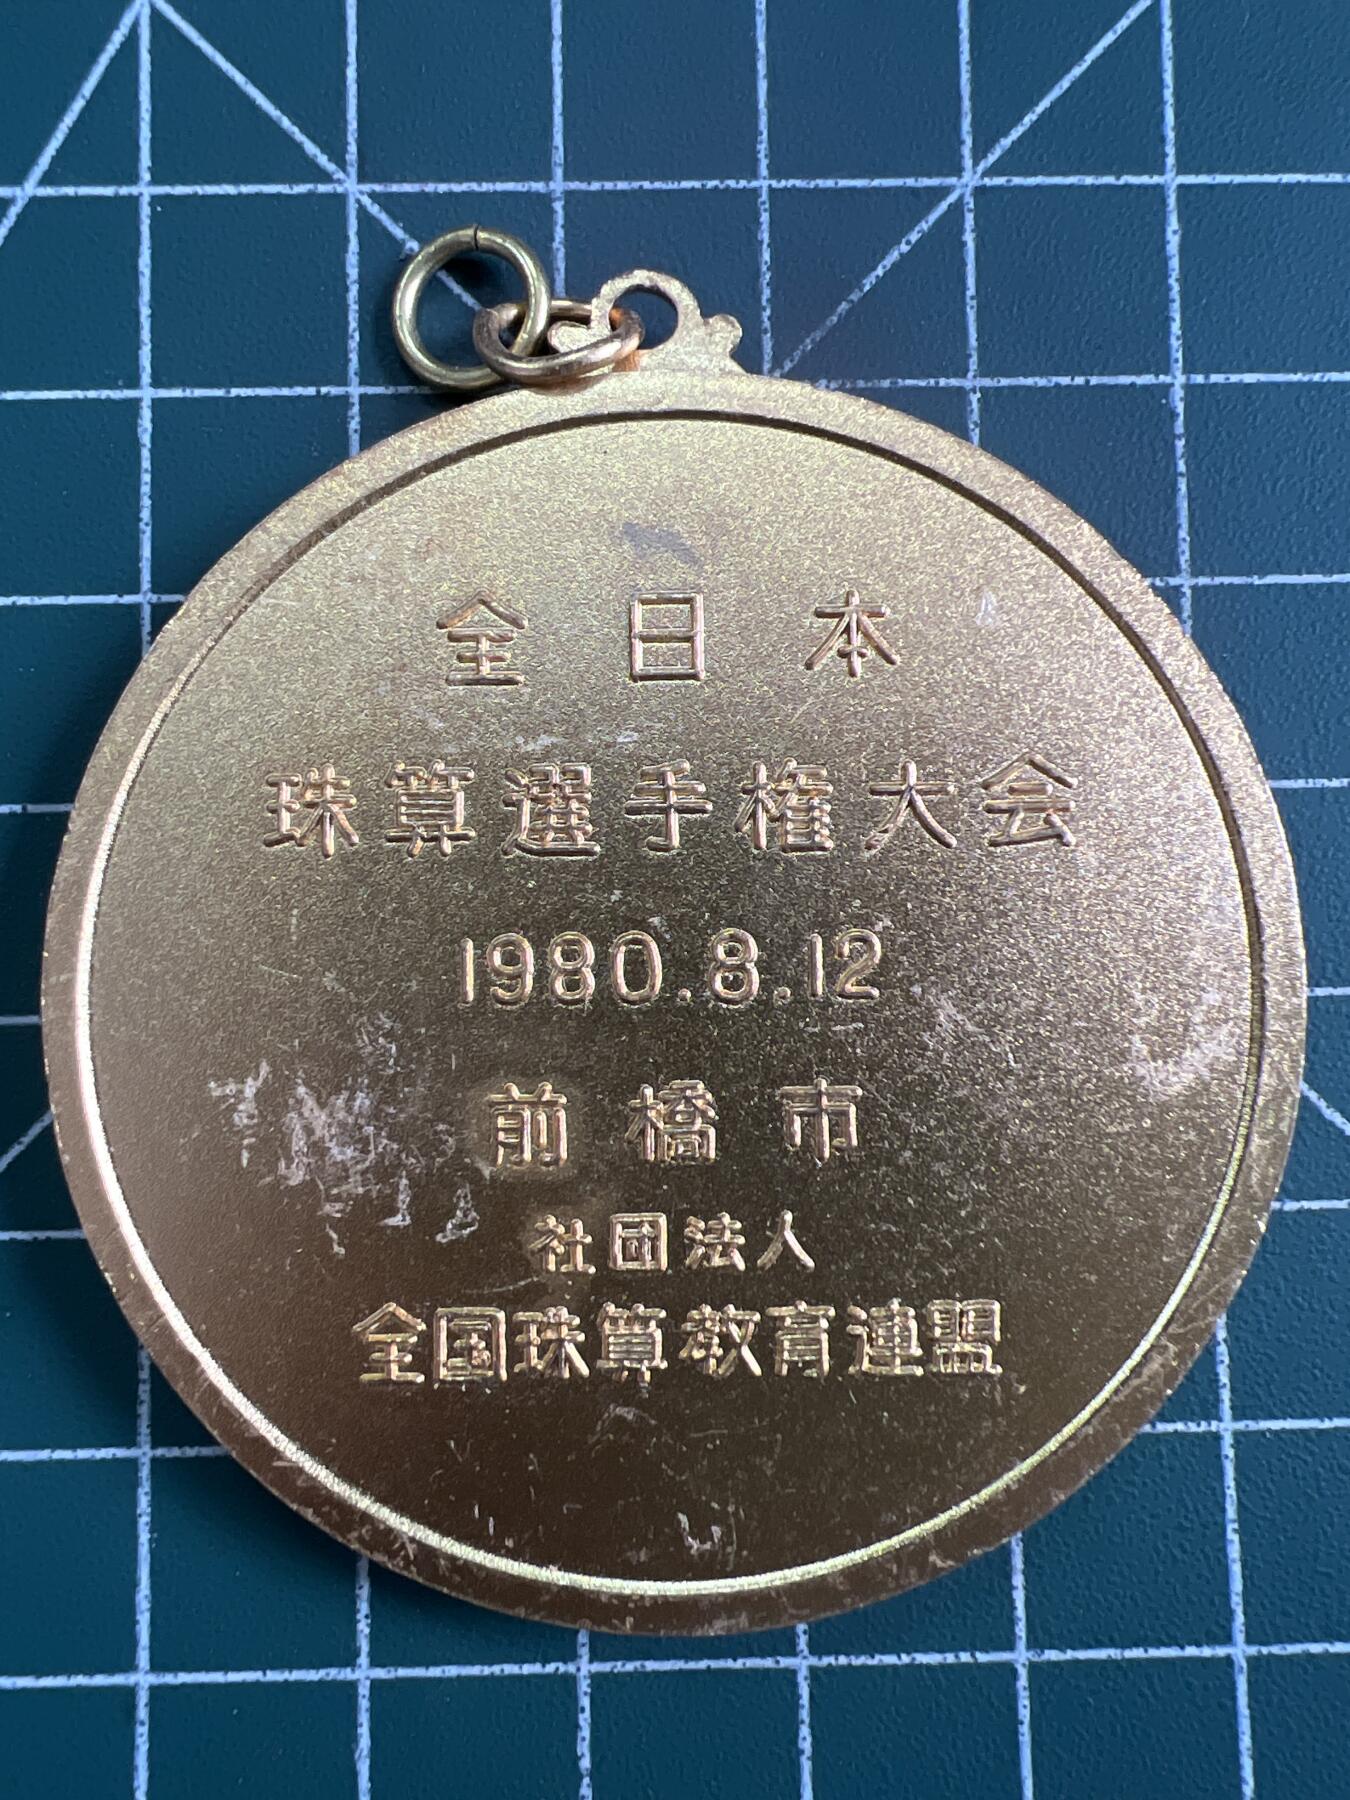 全日本
珠算選手権大会
1980.8.12
前橋市
社団法人
全国珠算教育連盟